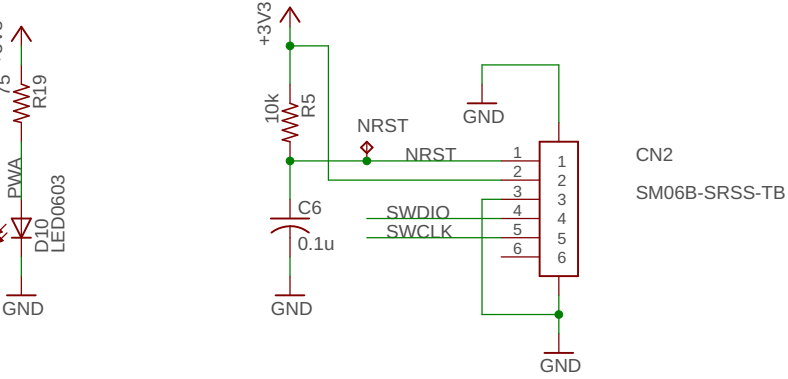 +3V3
75
R19
PWA
D10
LED0603
GND
+3V3
10k
R5
NRST
NRST
C6
0.1u
GND
SWDIO
SWCLK
GND
1
2
3
4
5
6
1
2
3
4
5
6
CN2
SM06B-SRSS-TB
GND